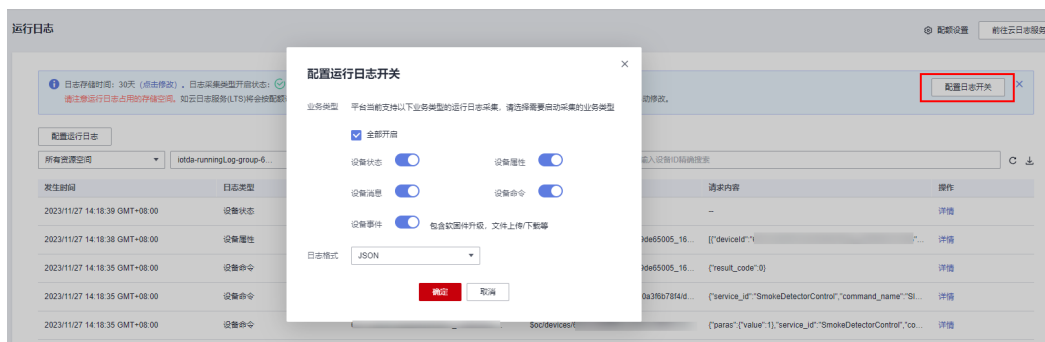 运行日志
配额设置
前往云日志服务
配置运行日志开关
日志存储时间：30天（点击修改）。日志采集类型开启状态：
请注意运行日志占用的存储空间。如云日志服务(LTS)将会按配额
动修改。
配置日志开关
业务类型 平台当前支持以下业务类型的运行日志采集，请选择需要启动采集的业务类型
全部开启
配置运行日志
设备状态 设备属性
所有资源空间 iotda-runningLog-group-6...
输入设备ID精确搜索
设备消息 设备命令
设备事件 包含软固件升级，文件上传/下载等
日志格式 JSON
确定 取消
发生时间 日志类型 请求内容 操作
2023/11/27 14:18:39 GMT+08:00 设备状态 -- 详情
2023/11/27 14:18:38 GMT+08:00 设备属性 9de65005_16... [{"deviceId":" "... 详情
2023/11/27 14:18:35 GMT+08:00 设备命令 9de65005_16... {"result_code":0} 详情
2023/11/27 14:18:35 GMT+08:00 设备命令 0a3f6b78f4/d... {"service_id":"SmokeDetectorControl","command_name":"SI... 详情
2023/11/27 14:18:35 GMT+08:00 设备命令 $oc/devices/ {"paras":{"value":1},"service_id":"SmokeDetectorControl","co... 详情